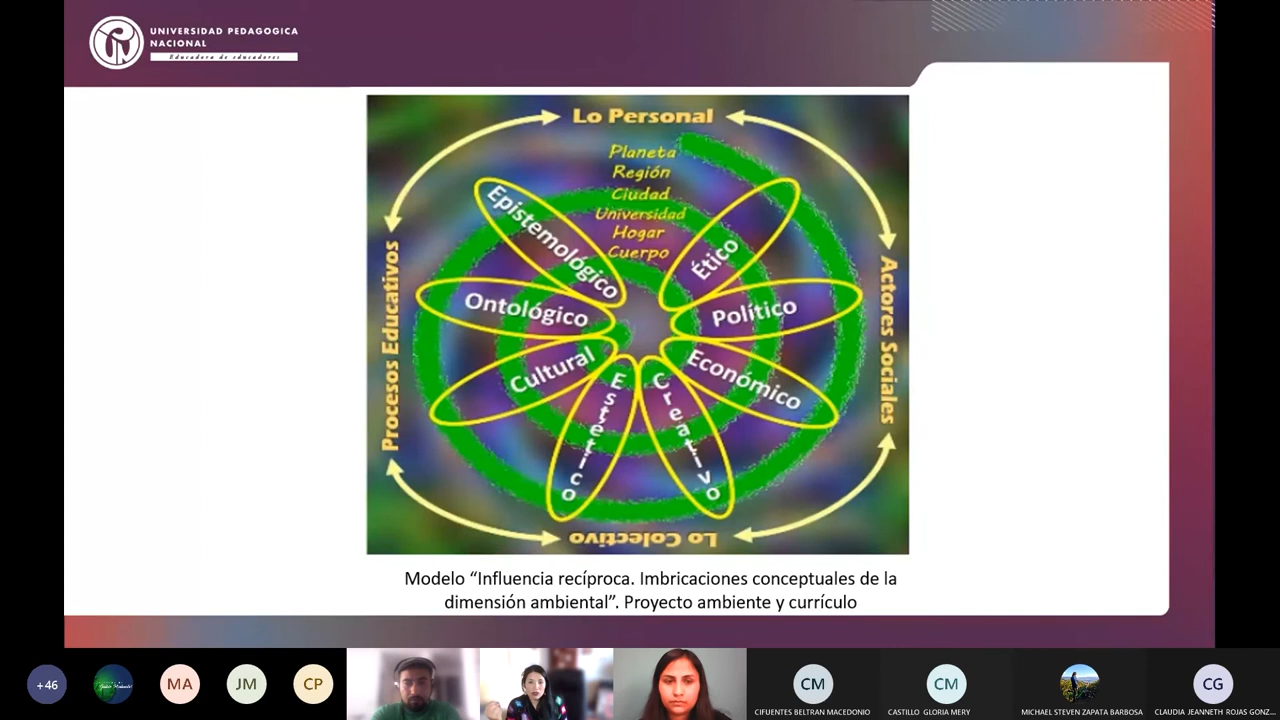 UNIVERSIDAD PEDAGOGICA
NACIONAL
Educadora de educadores
Lo Personal
Planeta
Región
Ciudad
Universidad
Hogar
Cuerpo
Epistemológico
Ético
Ontológico
Político
Cultural
Económico
Estetico
Creativo
Procesos Educativos
Actores Sociales
Lo Colectivo
Modelo “Influencia recíproca. Imbricaciones conceptuales de la
dimensión ambiental”. Proyecto ambiente y currículo
+46
MA
JM
CP
CM
CM
CG
CIFUENTES BELTRAN MACEDONIO
CASTILLO GLORIA MERY
MICHAEL STEVEN ZAPATA BARBOSA
CLAUDIA JEANNETH ROJAS GONZ...